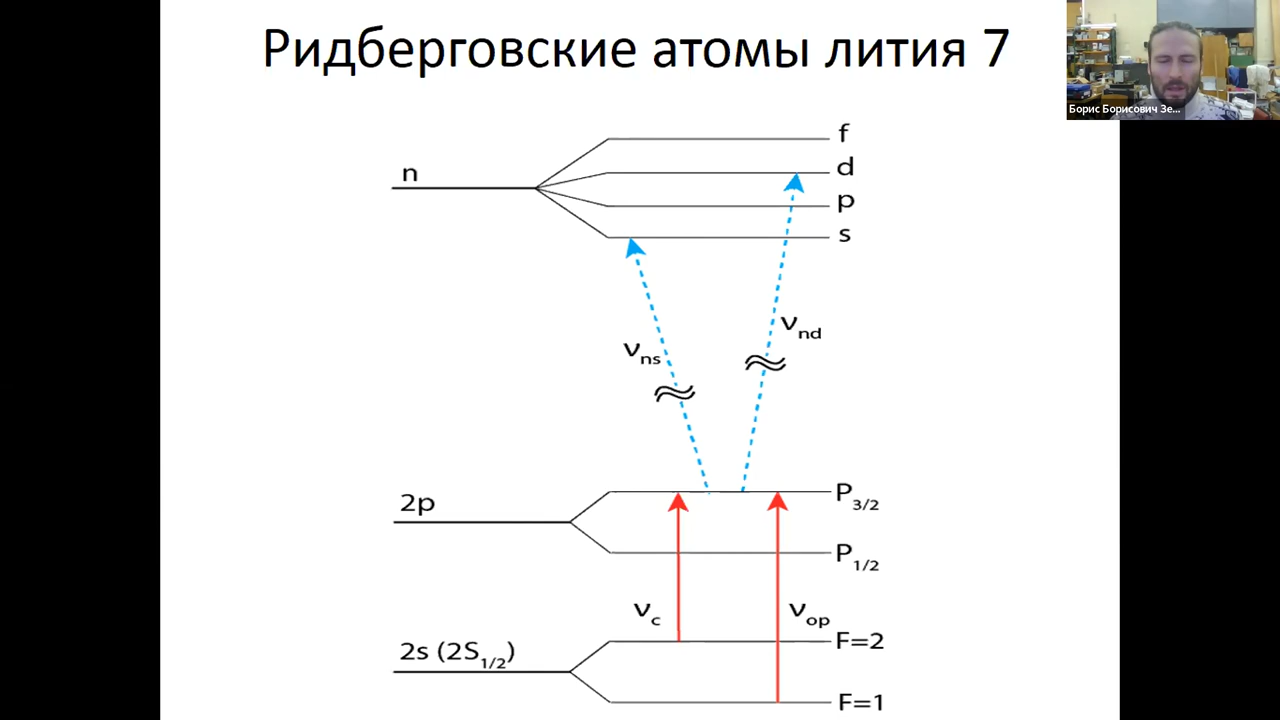 Ридберговские атомы лития 7
Борис Борисович Зе...
f
n
d
p
s
ν_nd
ν_ns
P_3/2
2p
P_1/2
ν_c
ν_op
F=2
2s (2S_1/2)
F=1